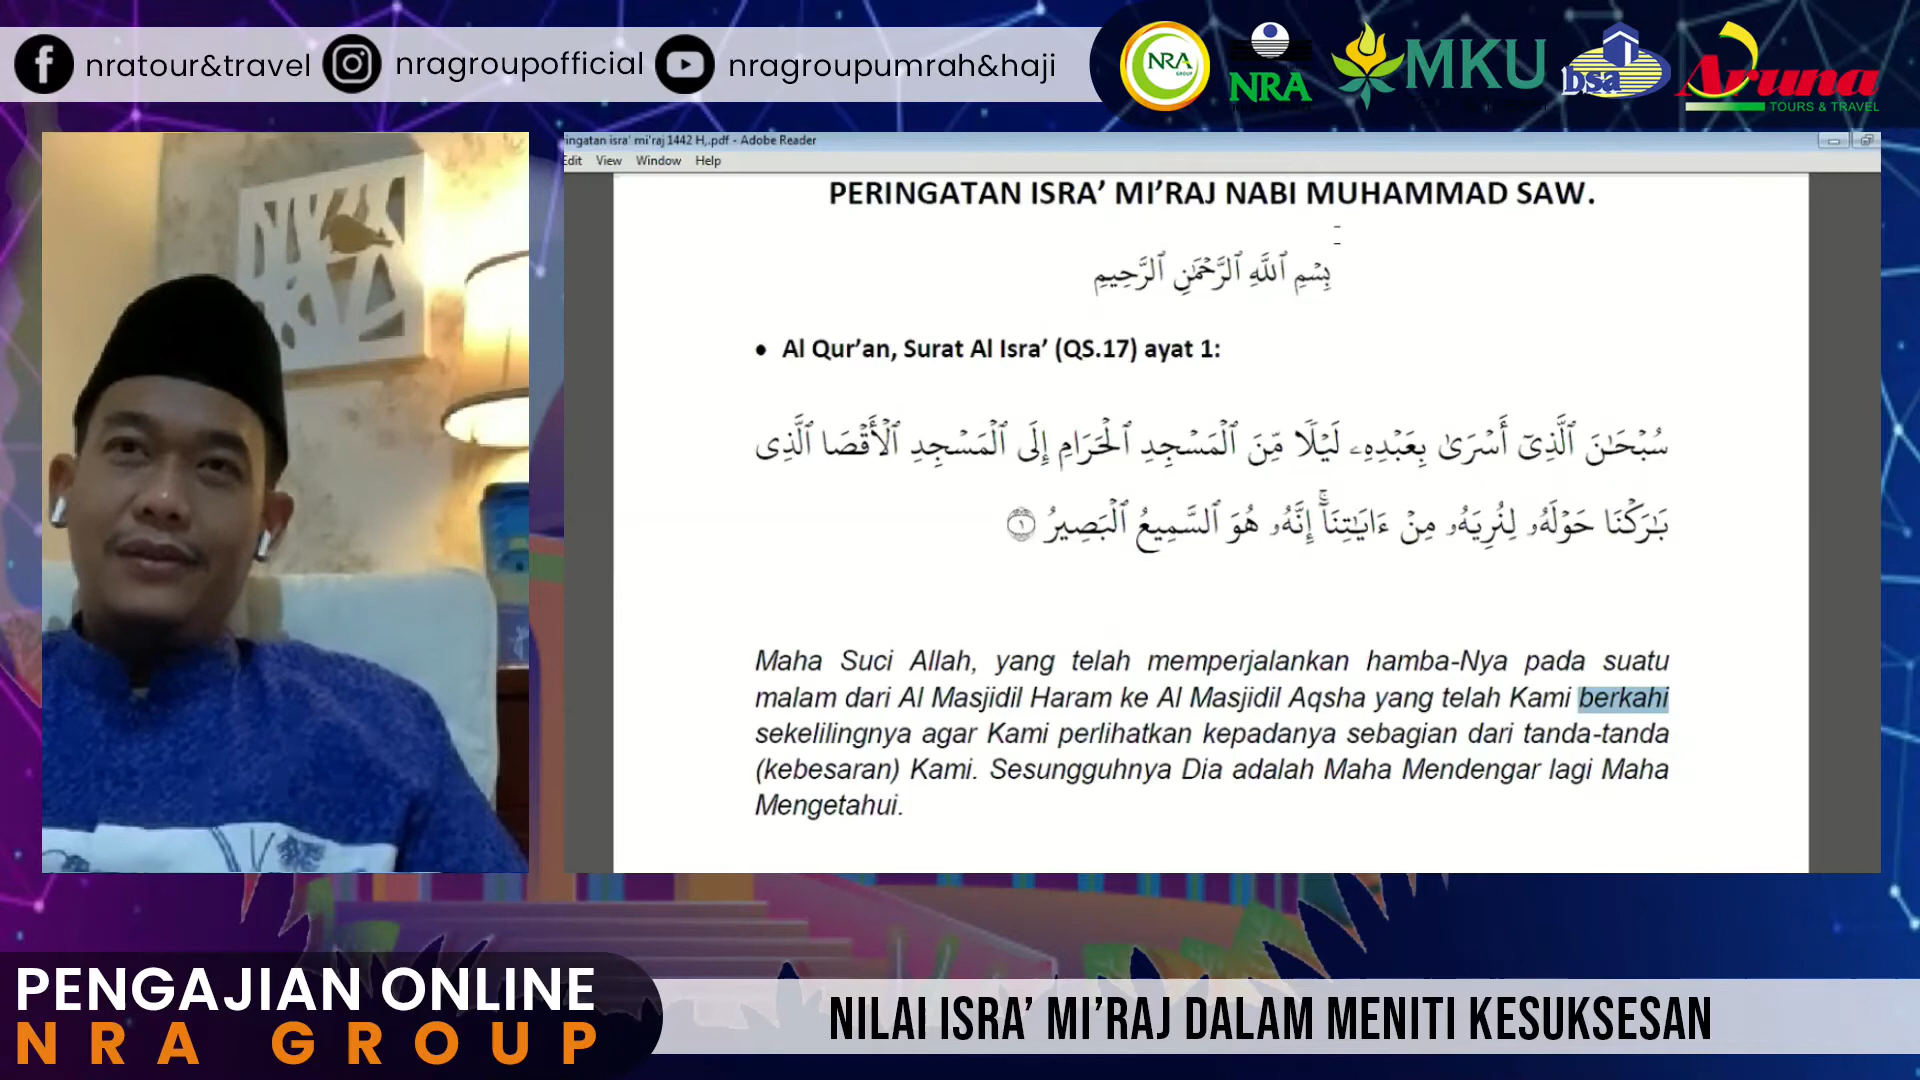 nratour&travel
nragroupofficial
nragroupumrah&haji
NRA
GROUP
NRA
MKU
bsa
Aruna
TOURS & TRAVEL
ingatan isra' mi'raj 1442 H,.pdf - Adobe Reader
Edit View Window Help
PERINGATAN ISRA’ MI’RAJ NABI MUHAMMAD SAW.
بِسْمِ ٱللَّهِ ٱلرَّحْمَٰنِ ٱلرَّحِيمِ
• Al Qur’an, Surat Al Isra’ (QS.17) ayat 1:
سُبْحَٰنَ ٱلَّذِىٓ أَسْرَىٰ بِعَبْدِهِۦ لَيْلًا مِّنَ ٱلْمَسْجِدِ ٱلْحَرَامِ إِلَى ٱلْمَسْجِدِ ٱلْأَقْصَا ٱلَّذِى
بَٰرَكْنَا حَوْلَهُۥ لِنُرِيَهُۥ مِنْ ءَايَٰتِنَآ ۚ إِنَّهُۥ هُوَ ٱلسَّمِيعُ ٱلْبَصِيرُ ١
Maha Suci Allah, yang telah memperjalankan hamba-Nya pada suatu
malam dari Al Masjidil Haram ke Al Masjidil Aqsha yang telah Kami berkahi
sekelilingnya agar Kami perlihatkan kepadanya sebagian dari tanda-tanda
(kebesaran) Kami. Sesungguhnya Dia adalah Maha Mendengar lagi Maha
Mengetahui.
PENGAJIAN ONLINE
NRA GROUP
NILAI ISRA’ MI’RAJ DALAM MENITI KESUKSESAN